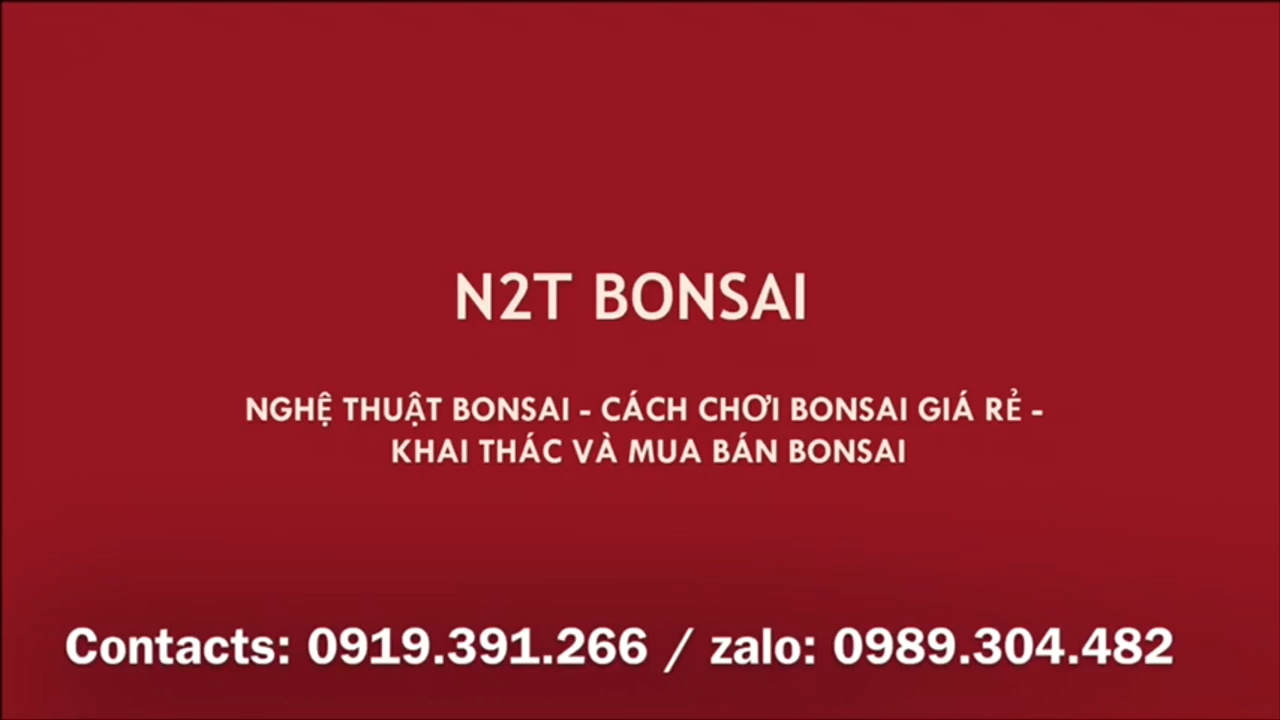 N2T BONSAI
NGHỆ THUẬT BONSAI - CÁCH CHƠI BONSAI GIÁ RẺ -
KHAI THÁC VÀ MUA BÁN BONSAI
Contacts: 0919.391.266 / zalo: 0989.304.482